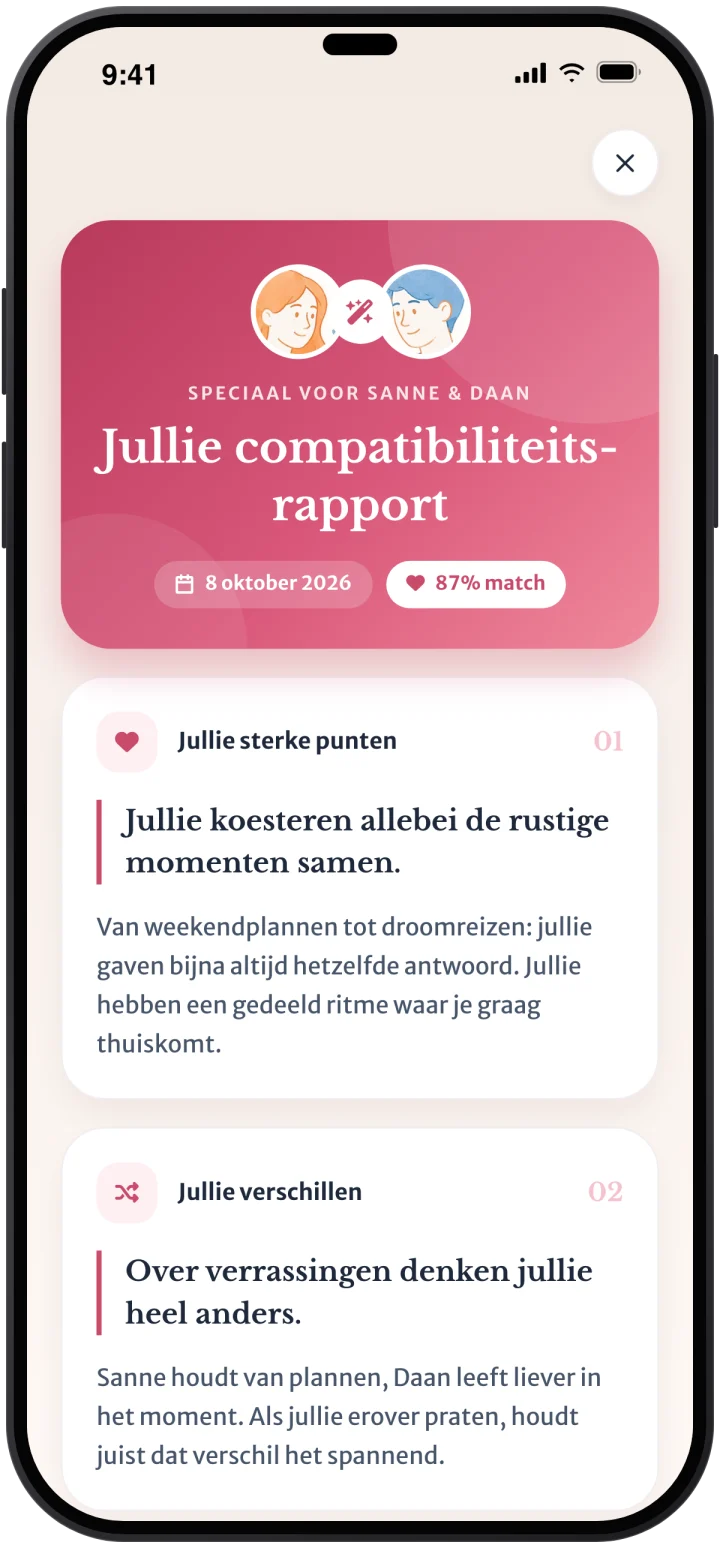 9:41
SPECIAAL VOOR SANNE & DAAN
Jullie compatibiliteits-
rapport
8 oktober 2026
87% match
Jullie sterke punten
01
Jullie koesteren allebei de rustige
momenten samen.
Van weekendplannen tot droomreizen: jullie
gaven bijna altijd hetzelfde antwoord. Jullie
hebben een gedeeld ritme waar je graag
thuiskomt.
Jullie verschillen
02
Over verrassingen denken jullie
heel anders.
Sanne houdt van plannen, Daan leeft liever in
het moment. Als jullie erover praten, houdt
juist dat verschil het spannend.